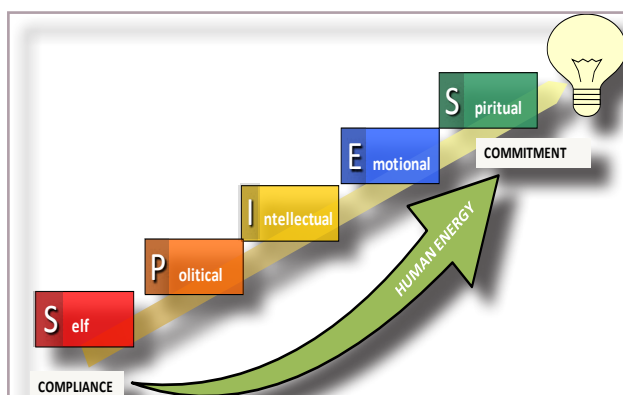 S piritual
E motional
COMMITMENT
I ntellectual
P olitical
HUMAN ENERGY
S elf
COMPLIANCE